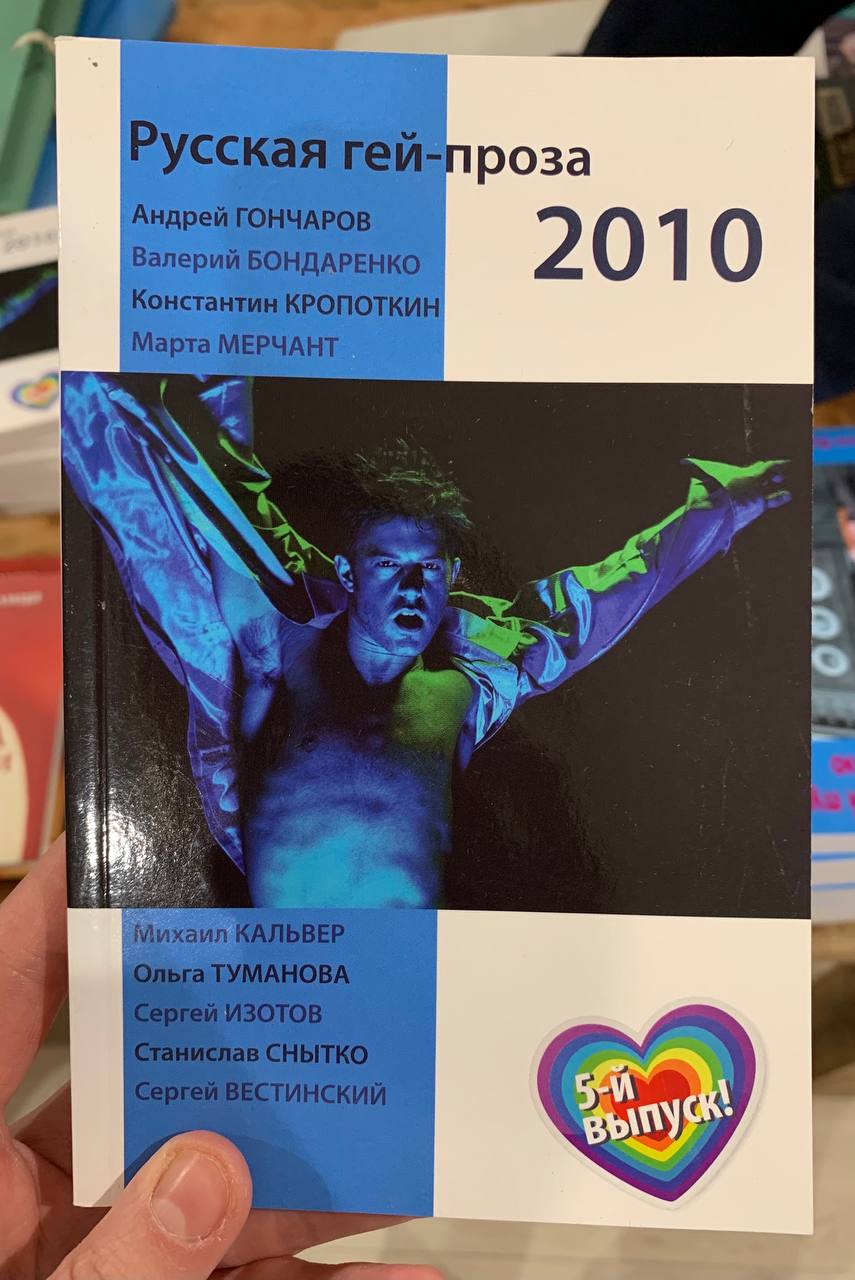 Русская гей-проза
2010
Андрей ГОНЧАРОВ
Валерий БОНДАРЕНКО
Константин КРОПОТКИН
Марта МЕРЧАНТ
Михаил КАЛЬВЕР
Ольга ТУМАНОВА
Сергей ИЗОТОВ
Станислав СНЫТКО
Сергей ВЕСТИНСКИЙ
5-й
выпуск!
2010